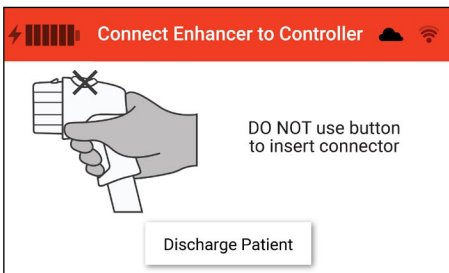 Connect Enhancer to Controller
DO NOT use button
to insert connector
Discharge Patient